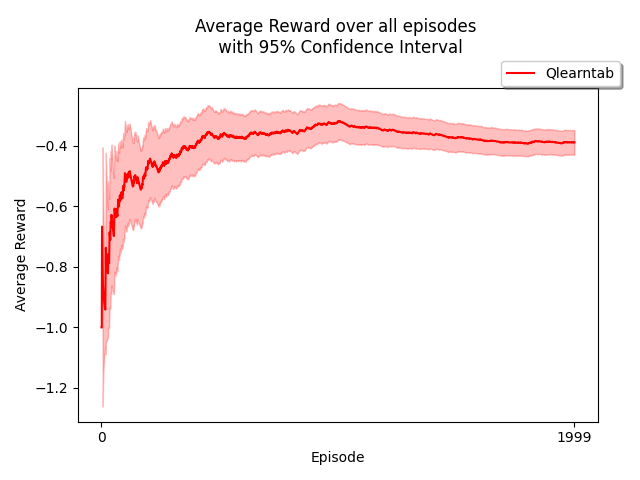 Average Reward over all episodes
with 95% Confidence Interval
Qlearntab
Average Reward
−0.4
−0.6
−0.8
−1.0
−1.2
0
1999
Episode